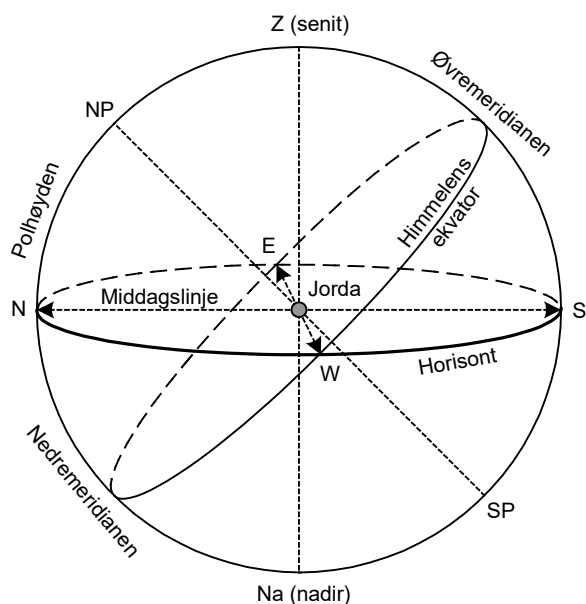 Z (senit)
NP
Øvremeridianen
Polhøyden
Himmelens
ekvator
E
Middagslinje
Jorda
N
S
W
Horisont
Nedremeridianen
SP
Na (nadir)